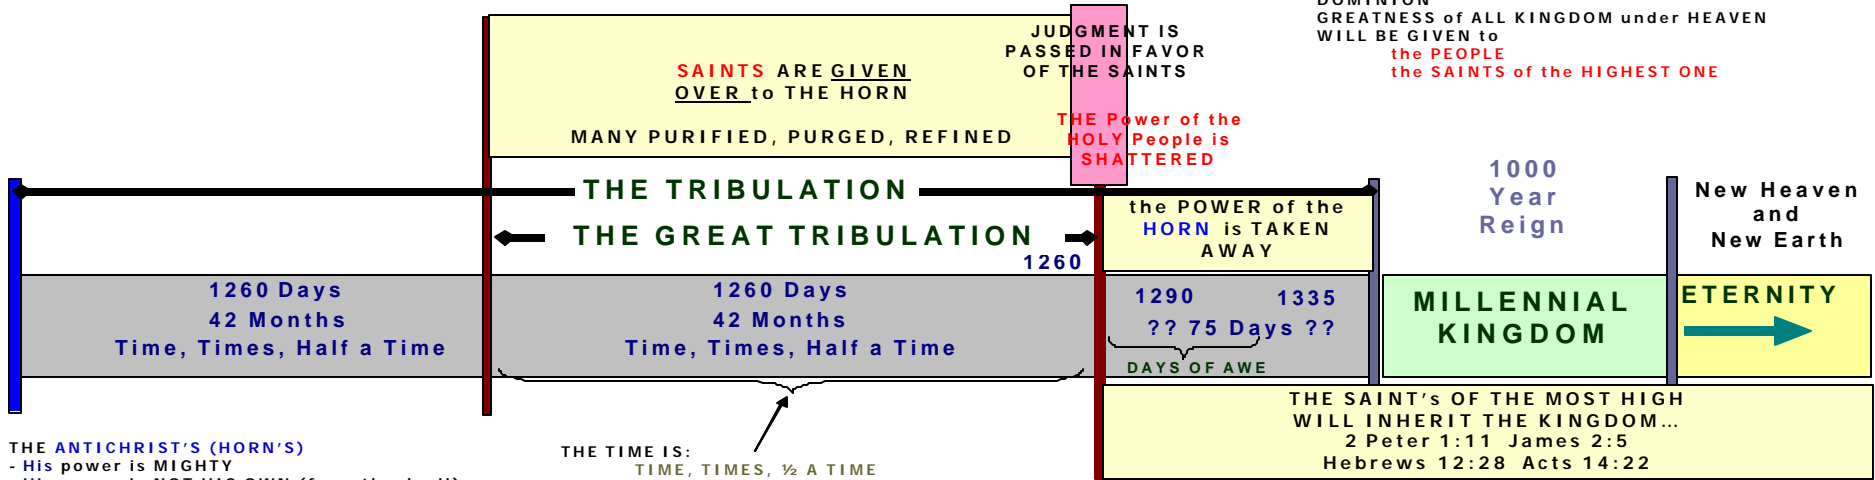 DOMINION
GREATNESS of ALL KINGDOM under HEAVEN
WILL BE GIVEN to
the PEOPLE
the SAINTS of the HIGHEST ONE
JUDGMENT IS
PASSED IN FAVOR
OF THE SAINTS
SAINTS ARE GIVEN
OVER to THE HORN
MANY PURIFIED, PURGED, REFINED
THE Power of the
HOLY People is
SHATTERED
THE TRIBULATION
THE GREAT TRIBULATION
1260
the POWER of the
HORN is TAKEN
AWAY
1000
Year
Reign
New Heaven
and
New Earth
1260 Days
42 Months
Time, Times, Half a Time
1260 Days
42 Months
Time, Times, Half a Time
1290 1335
?? 75 Days ??
DAYS OF AWE
MILLENNIAL
KINGDOM
ETERNITY
THE SAINT's OF THE MOST HIGH
WILL INHERIT THE KINGDOM...
2 Peter 1:11 James 2:5
Hebrews 12:28 Acts 14:22
THE ANTICHRIST'S (HORN'S)
- His power is MIGHTY
THE TIME IS:
TIME, TIMES, ½ A TIME